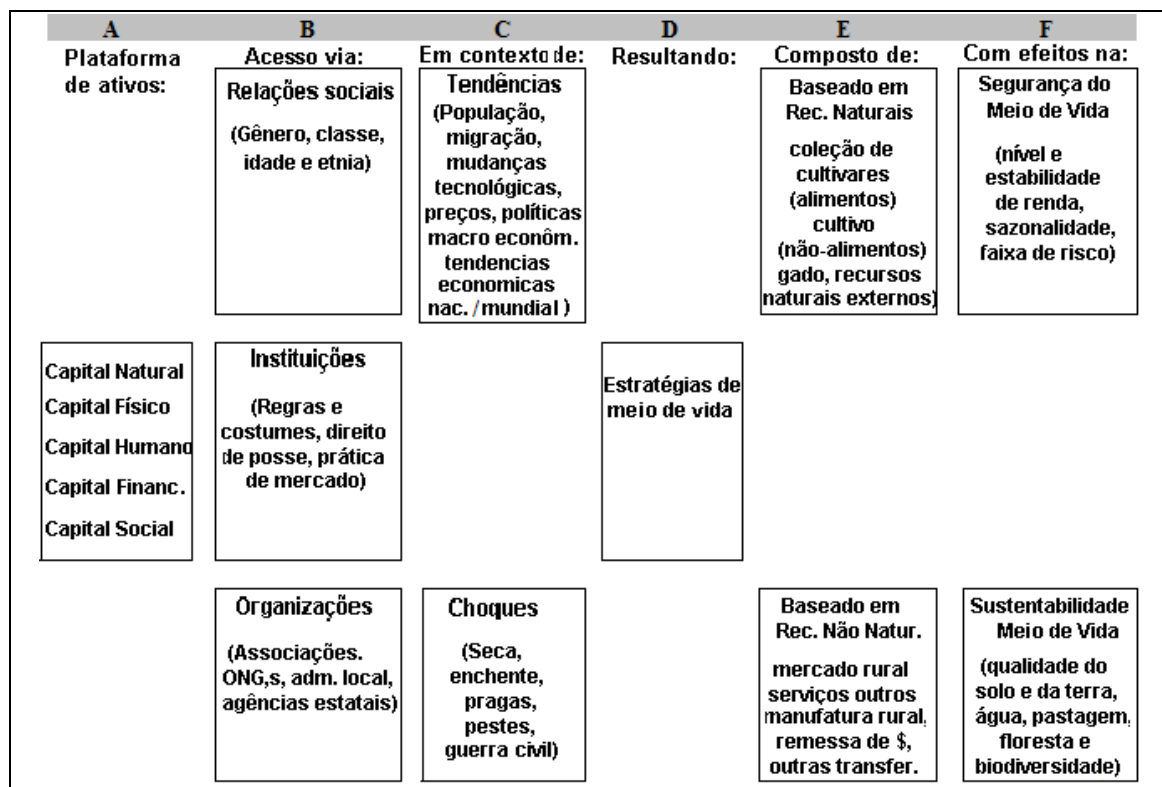 A B C D E F
Plataforma de ativos:
Acesso via:
Em contexto de:
Resultando:
Composto de:
Com efeitos na:
Relações sociais
(Gênero, classe,
idade e etnia)
Tendências
(População,
migração,
mudanças
tecnológicas,
preços, políticas
macro econôm.
tendencias
economicas
nac. /mundial )
Baseado em
Rec. Naturais
coleção de
cultivares
(alimentos)
cultivo
(não-alimentos)
gado, recursos
naturais externos)
Segurança do
Meio de Vida
(nível e
estabilidade
de renda,
sazonalidade,
faixa de risco)
Capital Natural
Capital Físico
Capital Humano
Capital Financ.
Capital Social
Instituições
(Regras e
costumes, direito
de posse, prática
de mercado)
Estratégias de
meio de vida
Organizações
(Associações.
ONG,s, adm. local,
agências estatais)
Choques
(Seca,
enchente,
pragas,
pestes,
guerra civil)
Baseado em
Rec. Não Natur.
mercado rural
serviços outros
manufatura rural,
remessa de $,
outras transfer.
Sustentabilidade
Meio de Vida
(qualidade do
solo e da terra,
água, pastagem,
floresta e
biodiversidade)